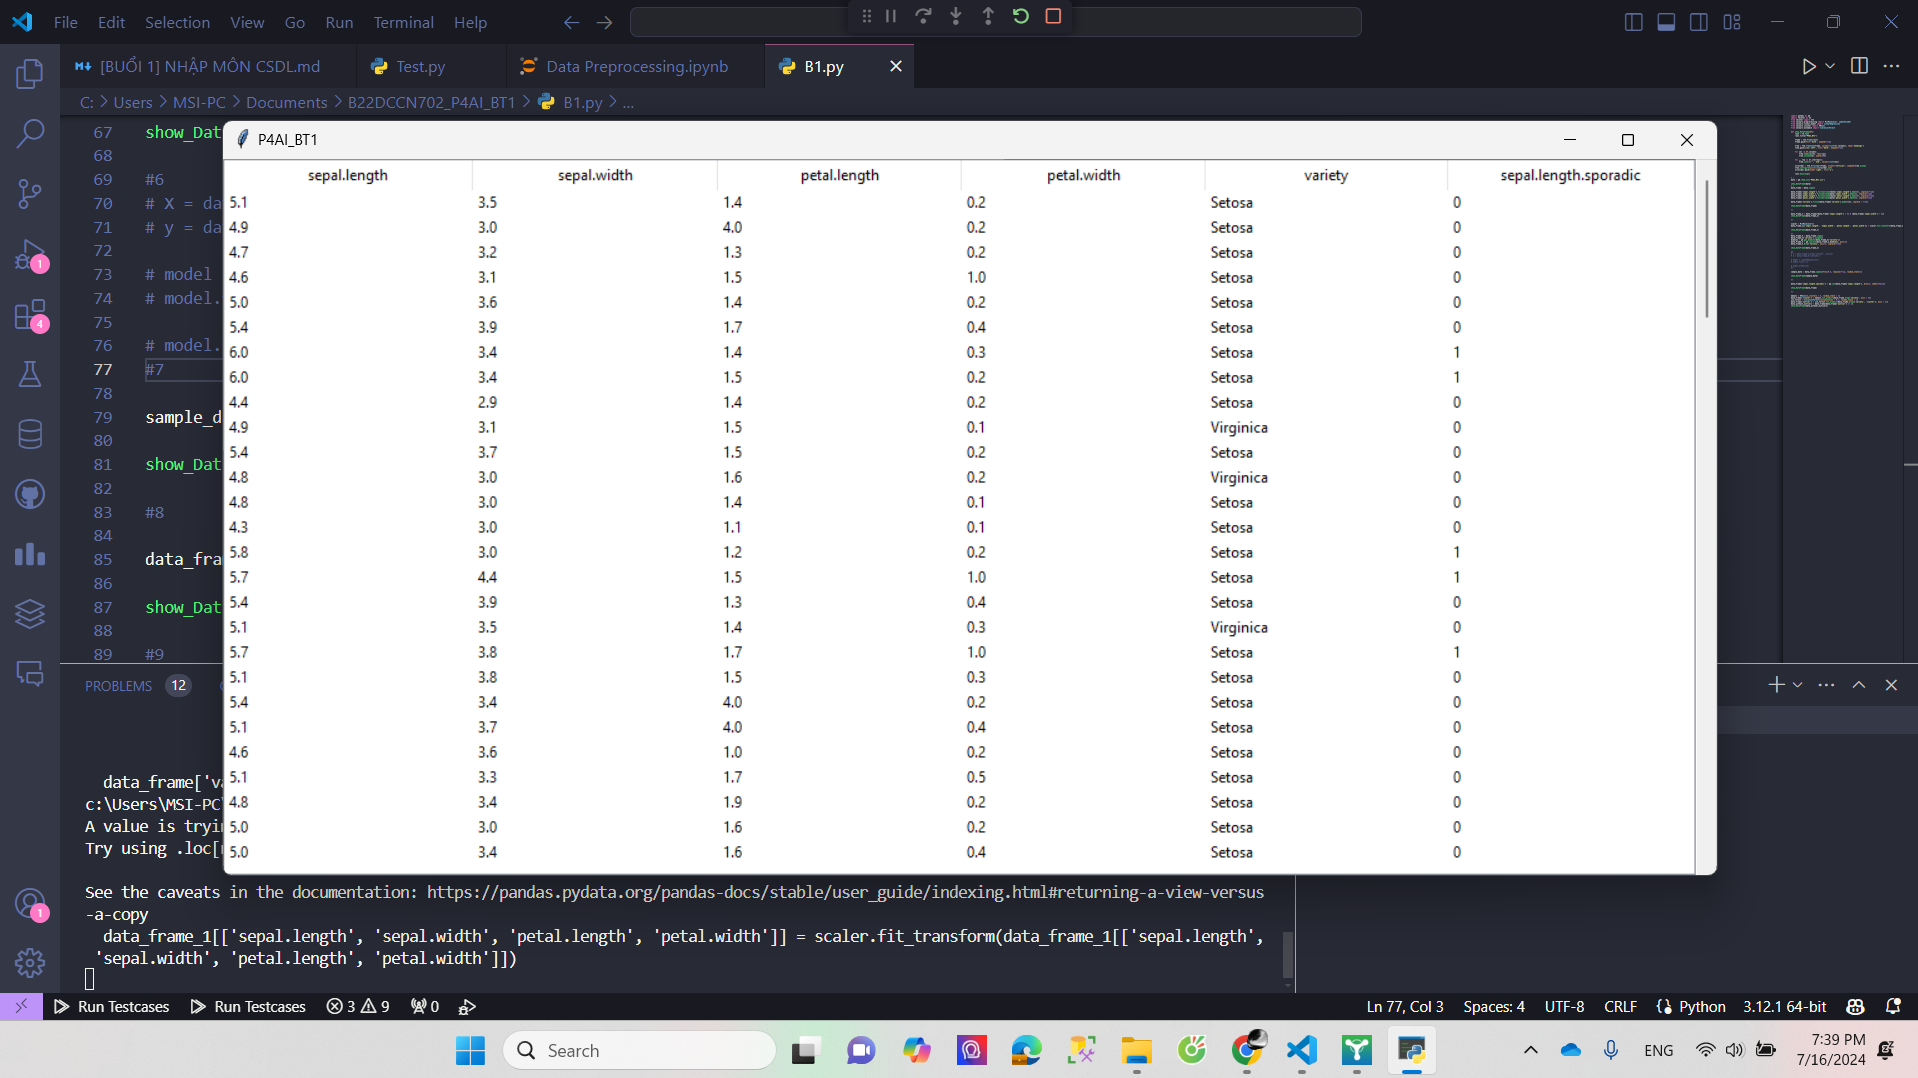 File Edit Selection View Go Run Terminal Help
[BUỔI 1] NHẬP MÔN CSDL.md Test.py Data Preprocessing.ipynb B1.py
C: > Users > MSI-PC > Documents > B22DCCN702_P4AI_BT1 > B1.py > ...
P4AI_BT1
sepal.length sepal.width petal.length petal.width variety sepal.length.sporadic
5.1 3.5 1.4 0.2 Setosa 0
4.9 3.0 4.0 0.2 Setosa 0
4.7 3.2 1.3 0.2 Setosa 0
4.6 3.1 1.5 1.0 Setosa 0
5.0 3.6 1.4 0.2 Setosa 0
5.4 3.9 1.7 0.4 Setosa 0
6.0 3.4 1.4 0.3 Setosa 1
6.0 3.4 1.5 0.2 Setosa 1
4.4 2.9 1.4 0.2 Setosa 0
4.9 3.1 1.5 0.1 Virginica 0
5.4 3.7 1.5 0.2 Setosa 0
4.8 3.0 1.6 0.2 Virginica 0
4.8 3.0 1.4 0.1 Setosa 0
4.3 3.0 1.1 0.1 Setosa 0
5.8 3.0 1.2 0.2 Setosa 1
5.7 4.4 1.5 1.0 Setosa 1
5.4 3.9 1.3 0.4 Setosa 0
5.1 3.5 1.4 0.3 Virginica 0
5.7 3.8 1.7 1.0 Setosa 1
5.1 3.8 1.5 0.3 Setosa 0
5.4 3.4 4.0 0.2 Setosa 0
5.1 3.7 4.0 0.4 Setosa 0
4.6 3.6 1.0 0.2 Setosa 0
5.1 3.3 1.7 0.5 Setosa 0
4.8 3.4 1.9 0.2 Setosa 0
5.0 3.0 1.6 0.2 Setosa 0
5.0 3.4 1.6 0.4 Setosa 0
67 show_Dat
68
69 #6
70 # X = da
71 # y = da
72
73 # model
74 # model.
75
76 # model.
77 #7
78
79 sample_d
80
81 show_Dat
82
83 #8
84
85 data_fra
86
87 show_Dat
88
89 #9
PROBLEMS 12
data_frame['va
c:\Users\MSI-PC\
A value is tryin
Try using .loc[
See the caveats in the documentation: https://pandas.pydata.org/pandas-docs/stable/user_guide/indexing.html#returning-a-view-versus
-a-copy
data_frame_1[['sepal.length', 'sepal.width', 'petal.length', 'petal.width']] = scaler.fit_transform(data_frame_1[['sepal.length',
'sepal.width', 'petal.length', 'petal.width']])
1
4
1
Run Testcases Run Testcases 3 9 0 Ln 77, Col 3 Spaces: 4 UTF-8 CRLF Python 3.12.1 64-bit
Search ENG 7:39 PM
7/16/2024